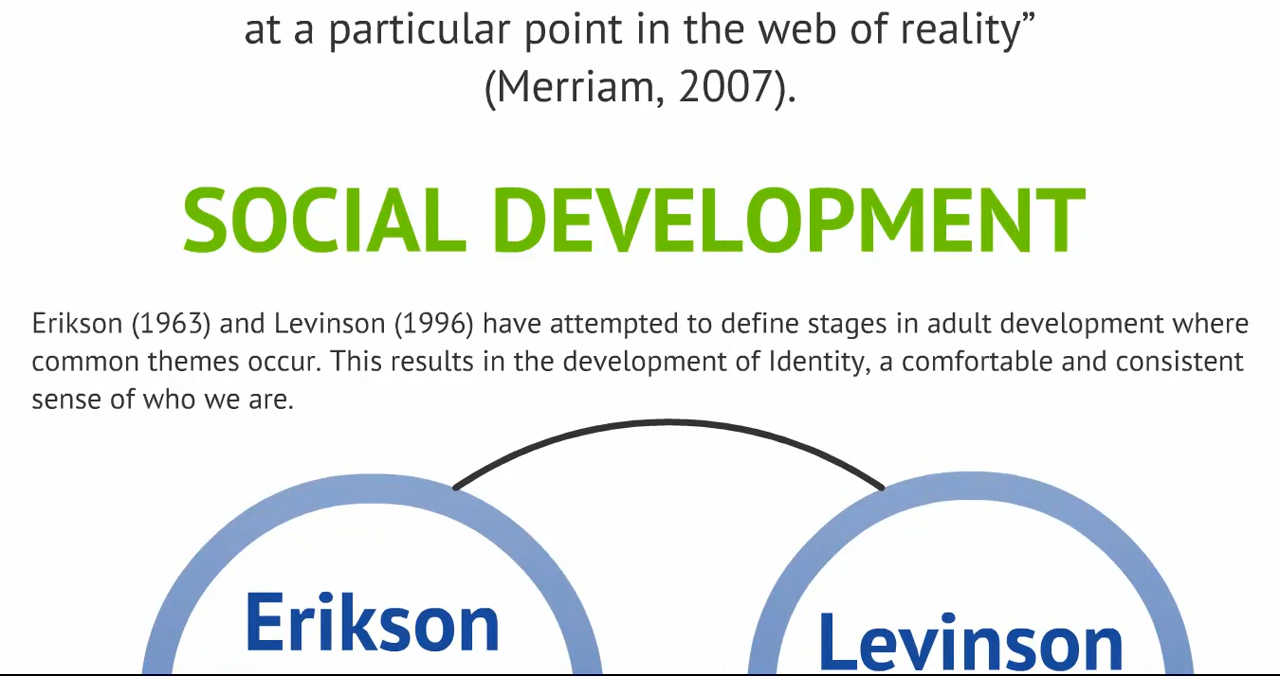 at a particular point in the web of reality”
(Merriam, 2007).
SOCIAL DEVELOPMENT
Erikson (1963) and Levinson (1996) have attempted to define stages in adult development where
common themes occur. This results in the development of Identity, a comfortable and consistent
sense of who we are.
Erikson
Levinson